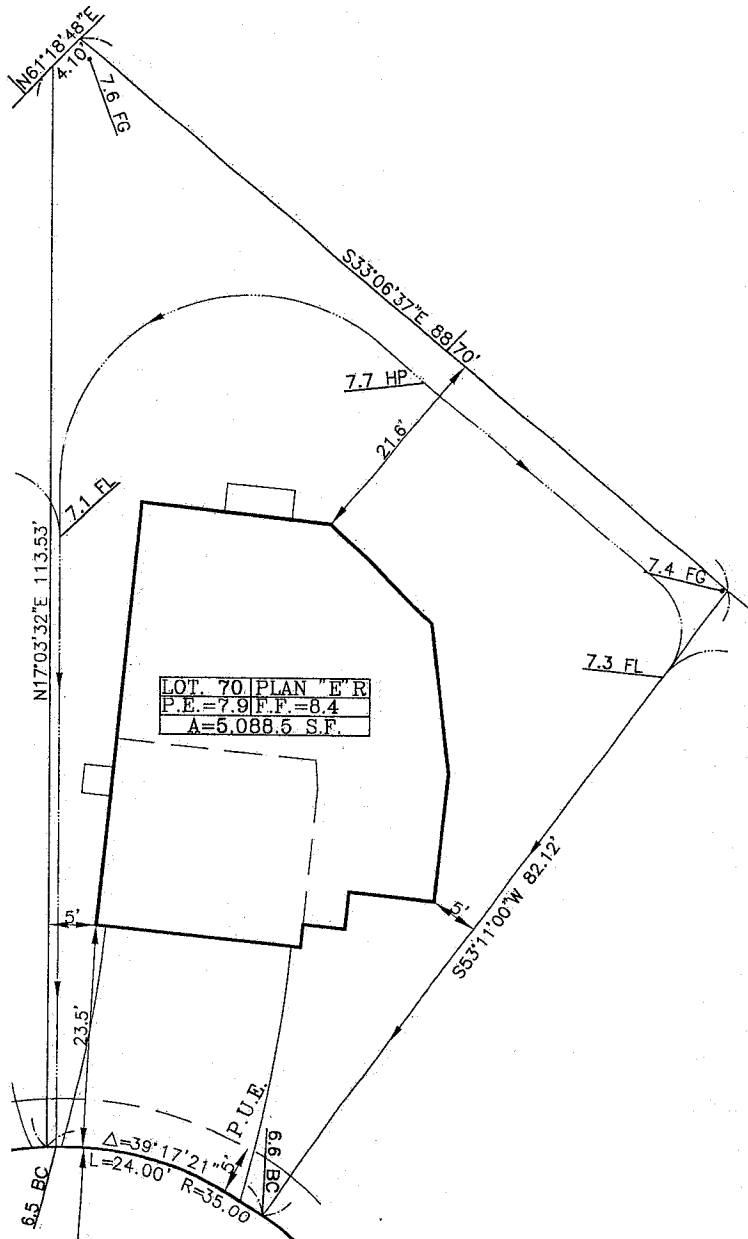 N61°18'48"E
4.10'
7.6 FG
S33°06'37"E 88.70'
7.7 HP
21.6'
7.1 FL
N17°03'32"E 113.53'
7.4 FG
7.3 FL
LOT. 70 PLAN "E"R
P.E.=7.9 F.F.=8.4
A=5,088.5 S.F.
5'
5'
S53°11'00"W 82.12'
23.5'
P.U.E.
5'
Δ=39°17'21"
L=24.00' R=35.00
6.6 BC
6.5 BC